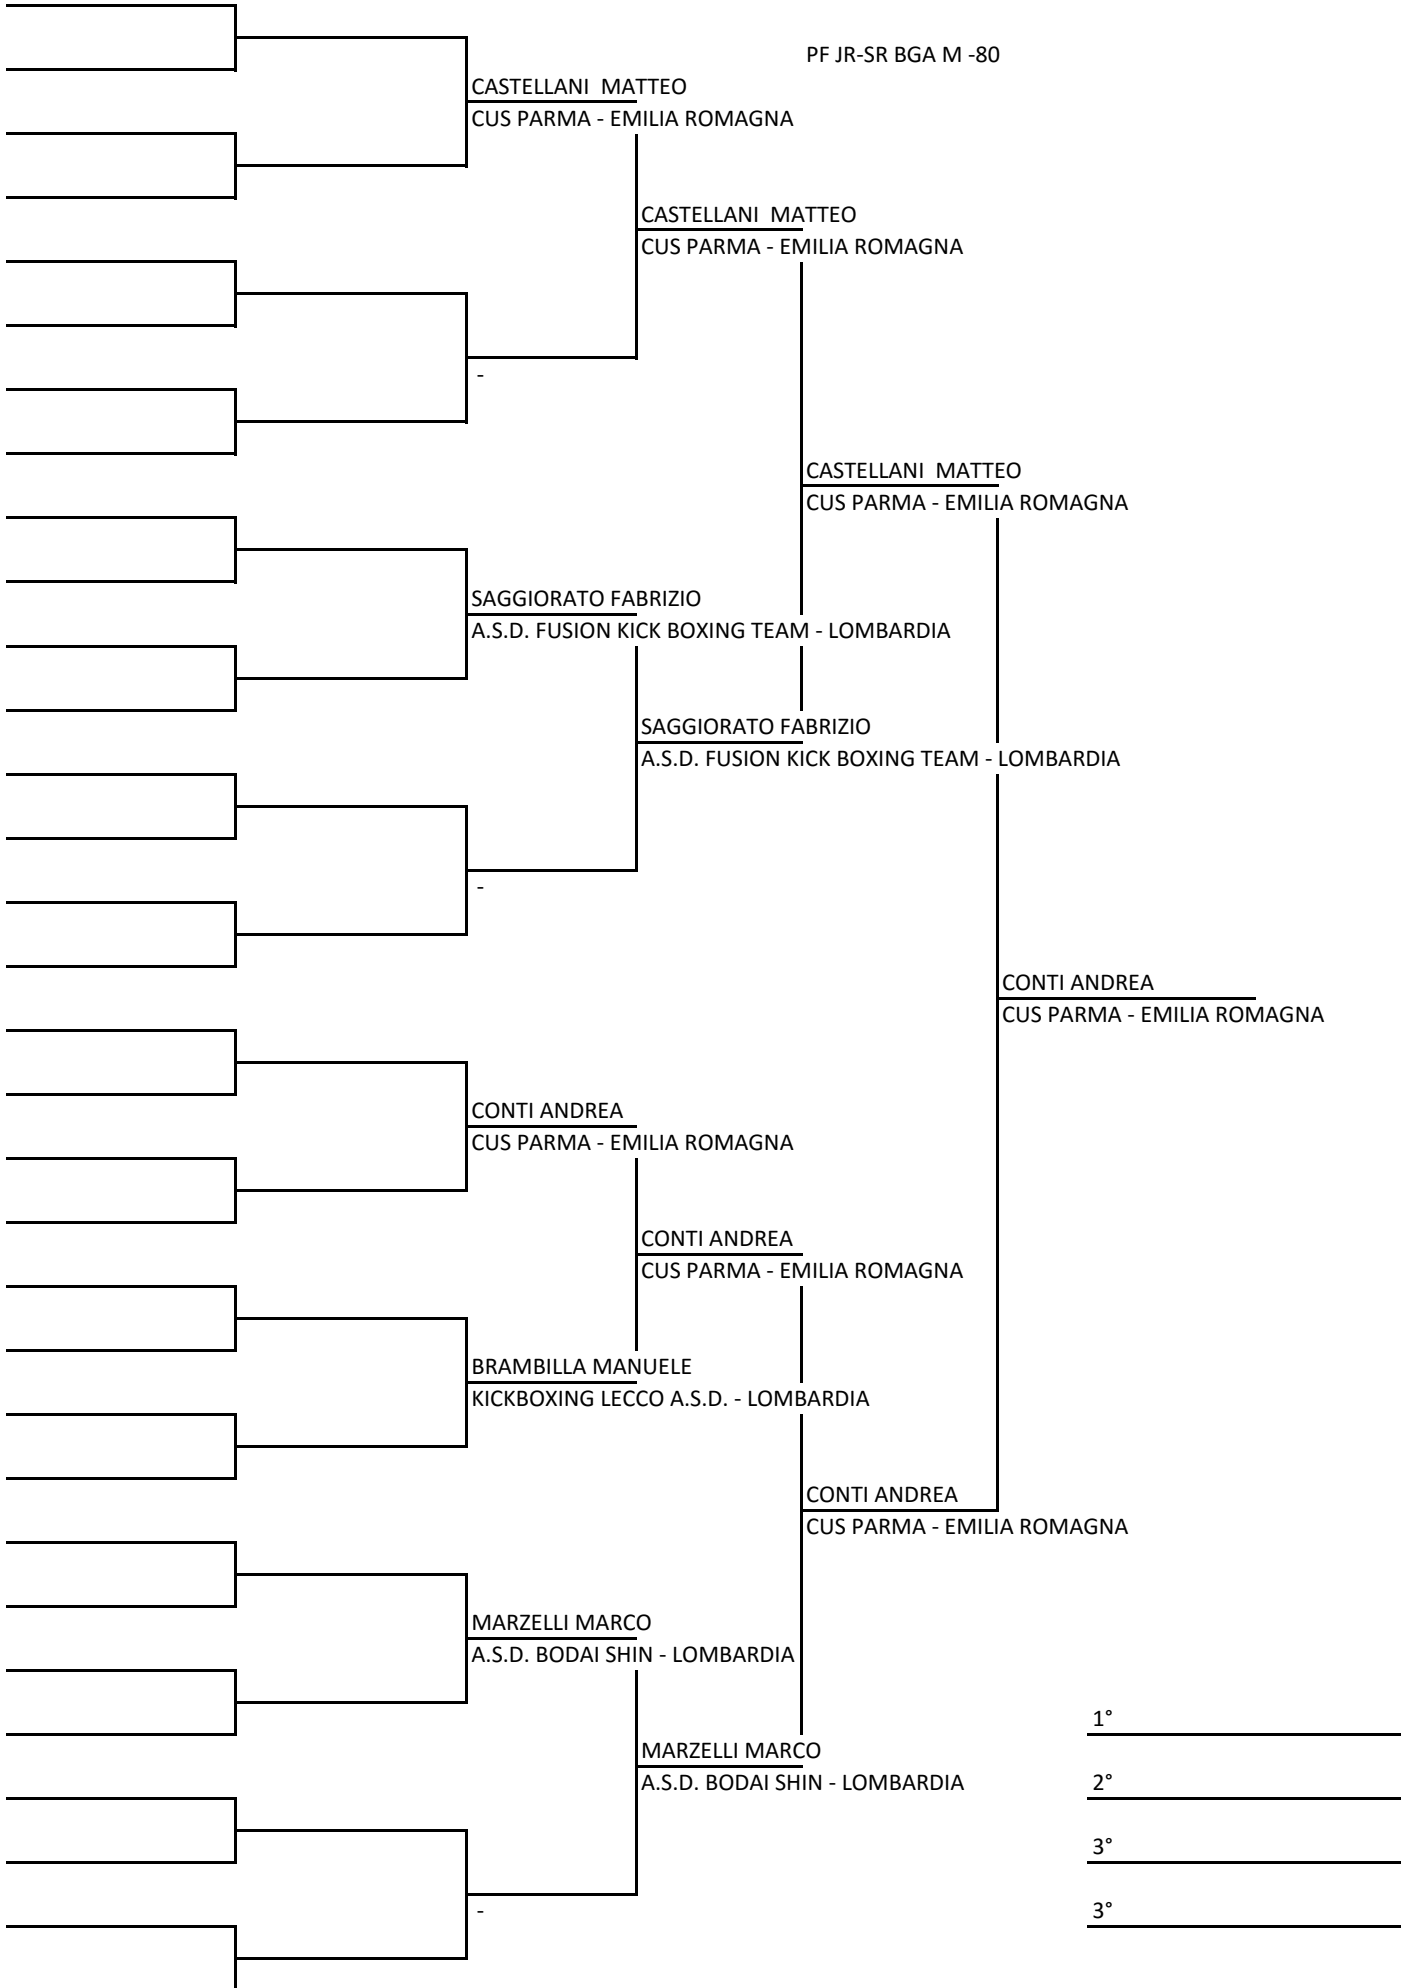 PF JR-SR BGA M -80
CASTELLANI  MATTEO
CUS PARMA - EMILIA ROMAGNA
CASTELLANI  MATTEO
CUS PARMA - EMILIA ROMAGNA
-
CASTELLANI  MATTEO
CUS PARMA - EMILIA ROMAGNA
SAGGIORATO FABRIZIO
A.S.D. FUSION KICK BOXING TEAM - LOMBARDIA
SAGGIORATO FABRIZIO
A.S.D. FUSION KICK BOXING TEAM - LOMBARDIA
-
CONTI ANDREA
CUS PARMA - EMILIA ROMAGNA
CONTI ANDREA
CUS PARMA - EMILIA ROMAGNA
CONTI ANDREA
CUS PARMA - EMILIA ROMAGNA
BRAMBILLA MANUELE
KICKBOXING LECCO A.S.D. - LOMBARDIA
CONTI ANDREA
CUS PARMA - EMILIA ROMAGNA
MARZELLI MARCO
A.S.D. BODAI SHIN - LOMBARDIA
1°
MARZELLI MARCO
A.S.D. BODAI SHIN - LOMBARDIA
2°
3°
-
3°